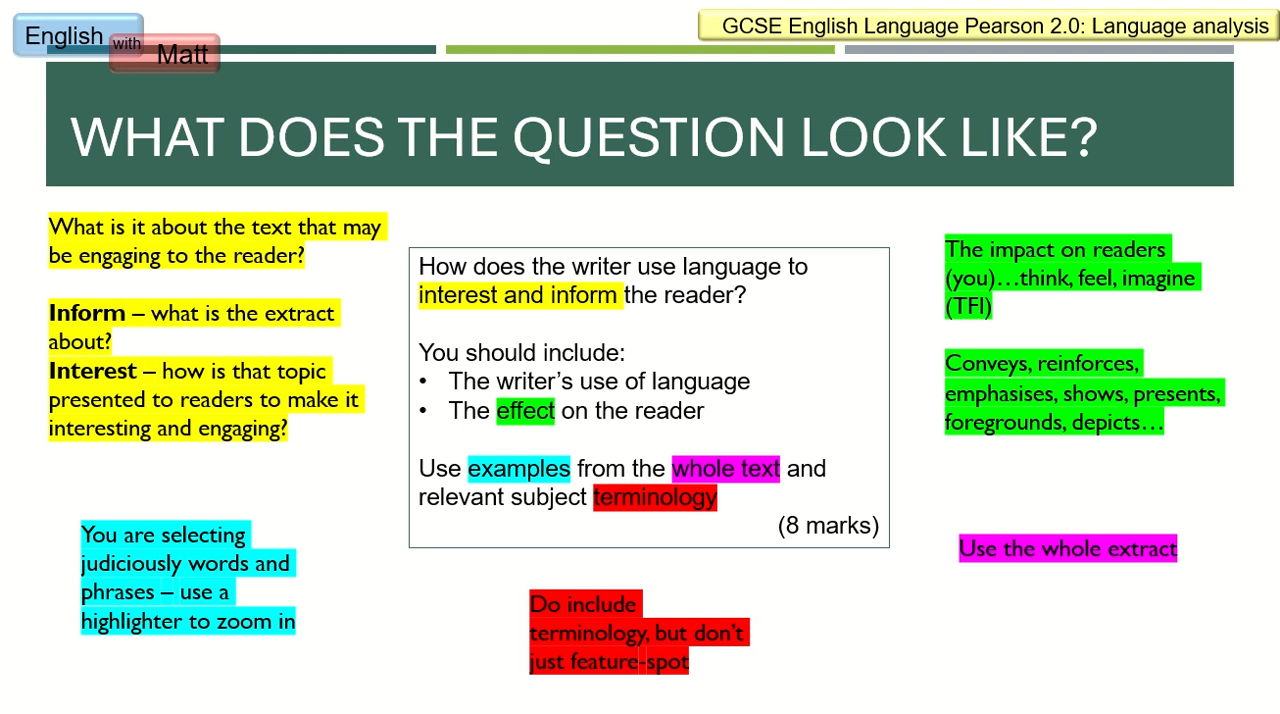 English
with
Matt
GCSE English Language Pearson 2.0: Language analysis
WHAT DOES THE QUESTION LOOK LIKE?
What is it about the text that may
be engaging to the reader?
Inform – what is the extract
about?
Interest – how is that topic
presented to readers to make it
interesting and engaging?
You are selecting
judiciously words and
phrases – use a
highlighter to zoom in
How does the writer use language to
interest and inform the reader?
You should include:
• The writer’s use of language
• The effect on the reader
Use examples from the whole text and
relevant subject terminology
(8 marks)
Do include
terminology, but don’t
just feature-spot
The impact on readers
(you)…think, feel, imagine
(TFI)
Conveys, reinforces,
emphasises, shows, presents,
foregrounds, depicts…
Use the whole extract